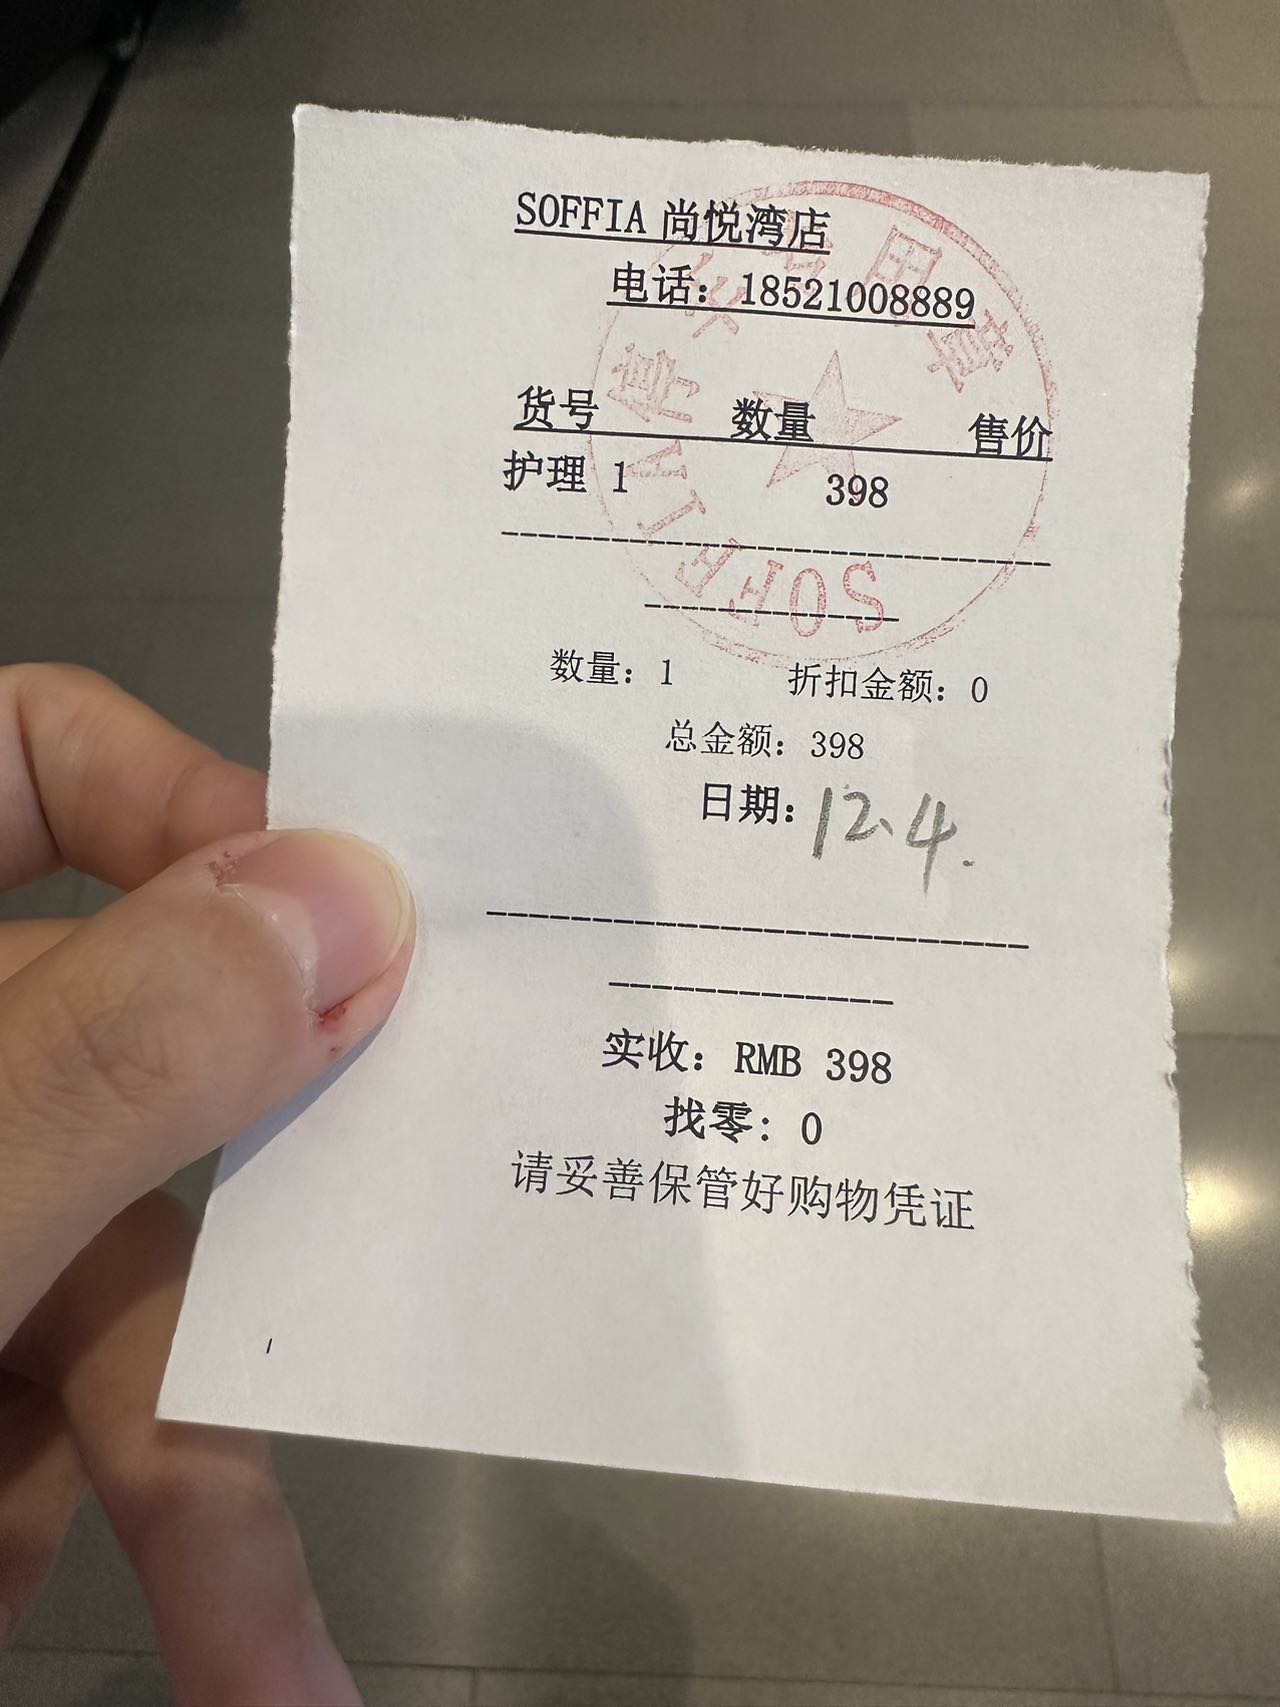 SOFFIA 尚悦湾店
电话：18521008889
货号 数量 售价
护理 1 398
数量：1 折扣金额：0
总金额：398
日期：12.4.
实收：RMB 398
找零：0
请妥善保管好购物凭证